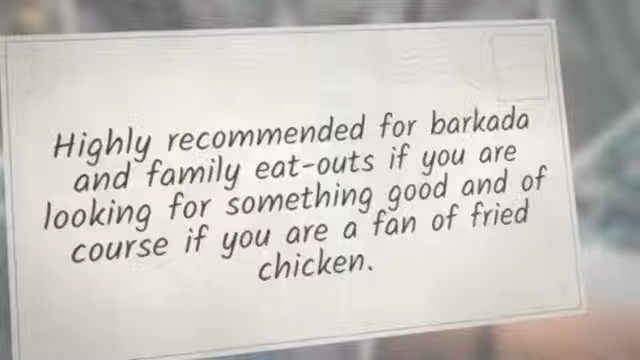 Highly recommended for barkada
and family eat-outs if you are
looking for something good and of
course if you are a fan of fried
chicken.